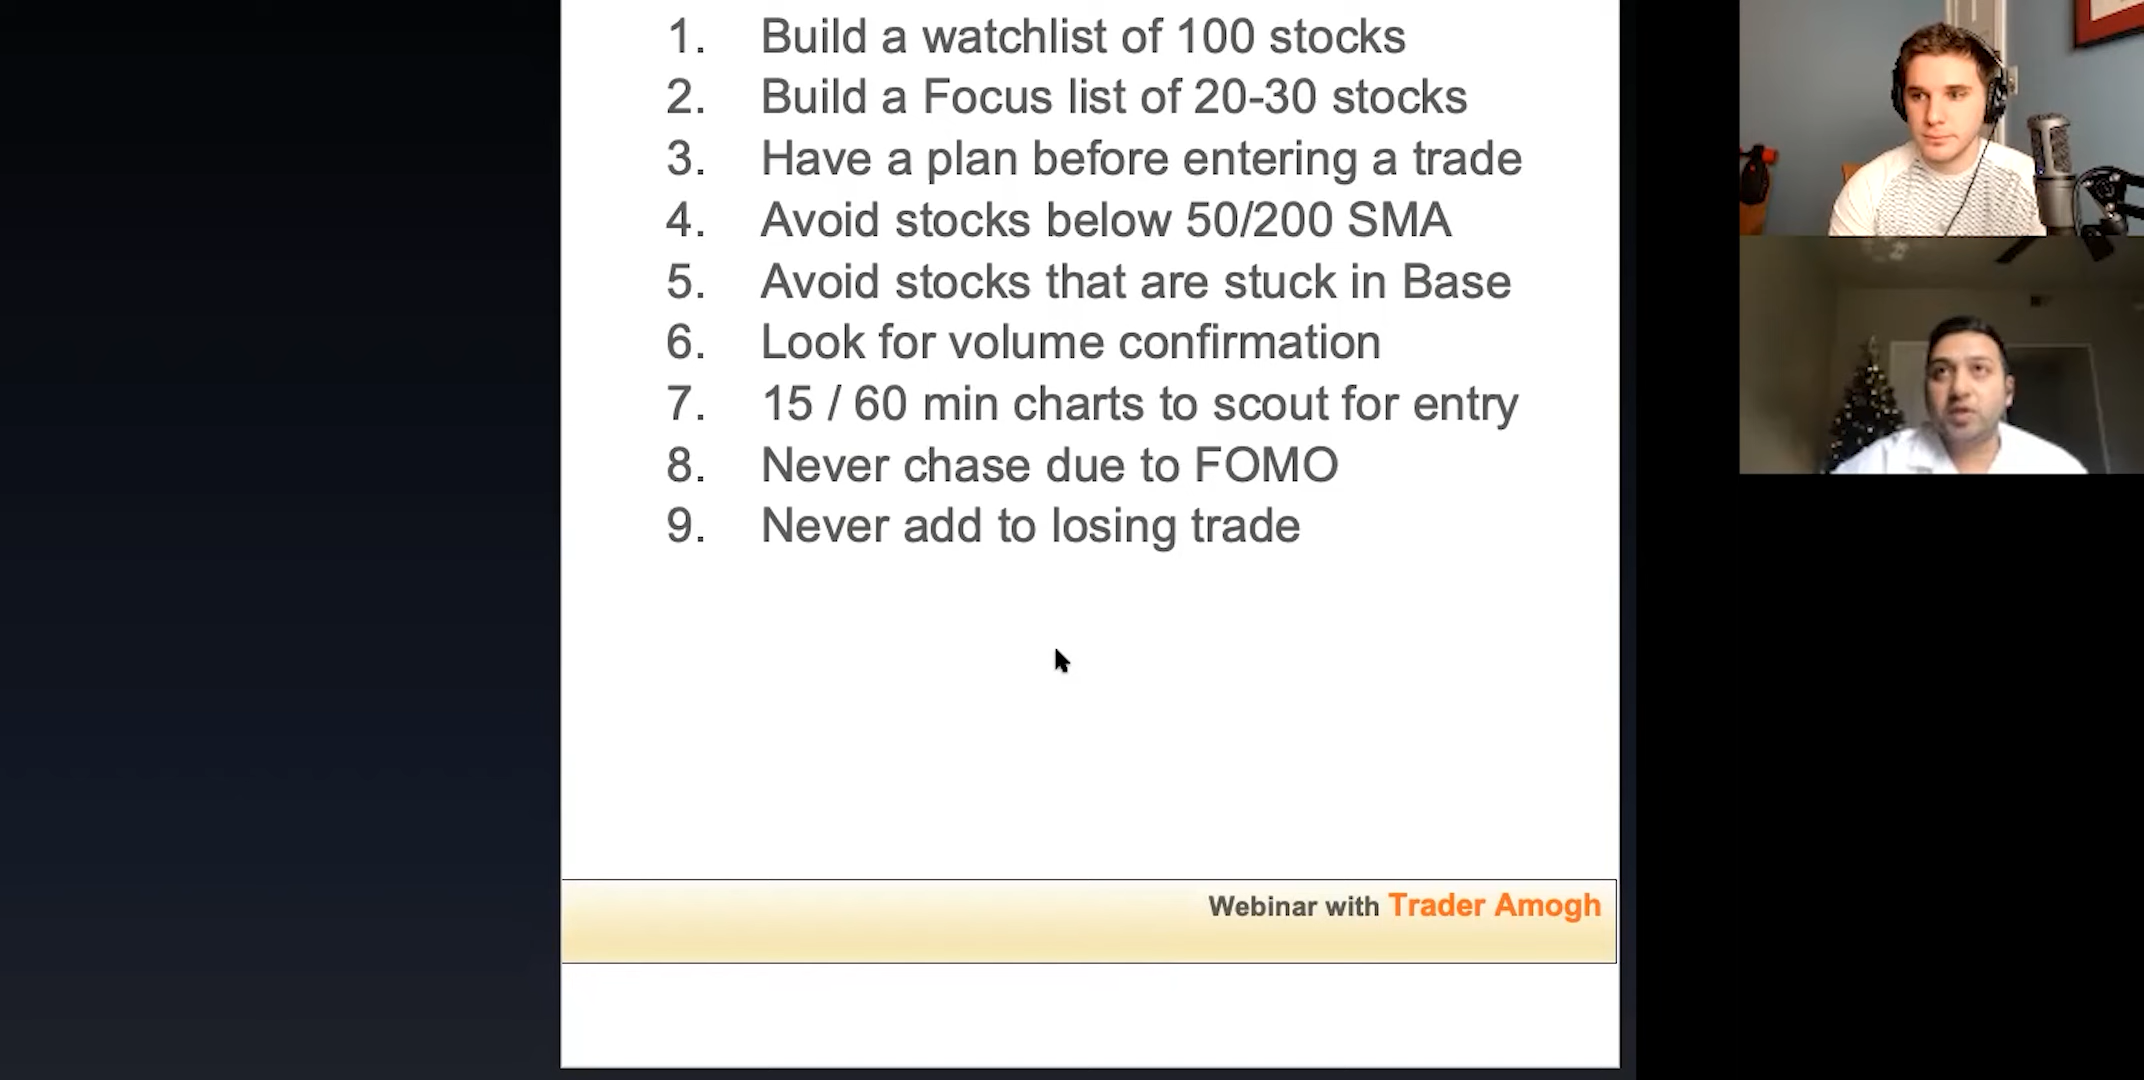 1. Build a watchlist of 100 stocks
2. Build a Focus list of 20-30 stocks
3. Have a plan before entering a trade
4. Avoid stocks below 50/200 SMA
5. Avoid stocks that are stuck in Base
6. Look for volume confirmation
7. 15 / 60 min charts to scout for entry
8. Never chase due to FOMO
9. Never add to losing trade
Webinar with Trader Amogh